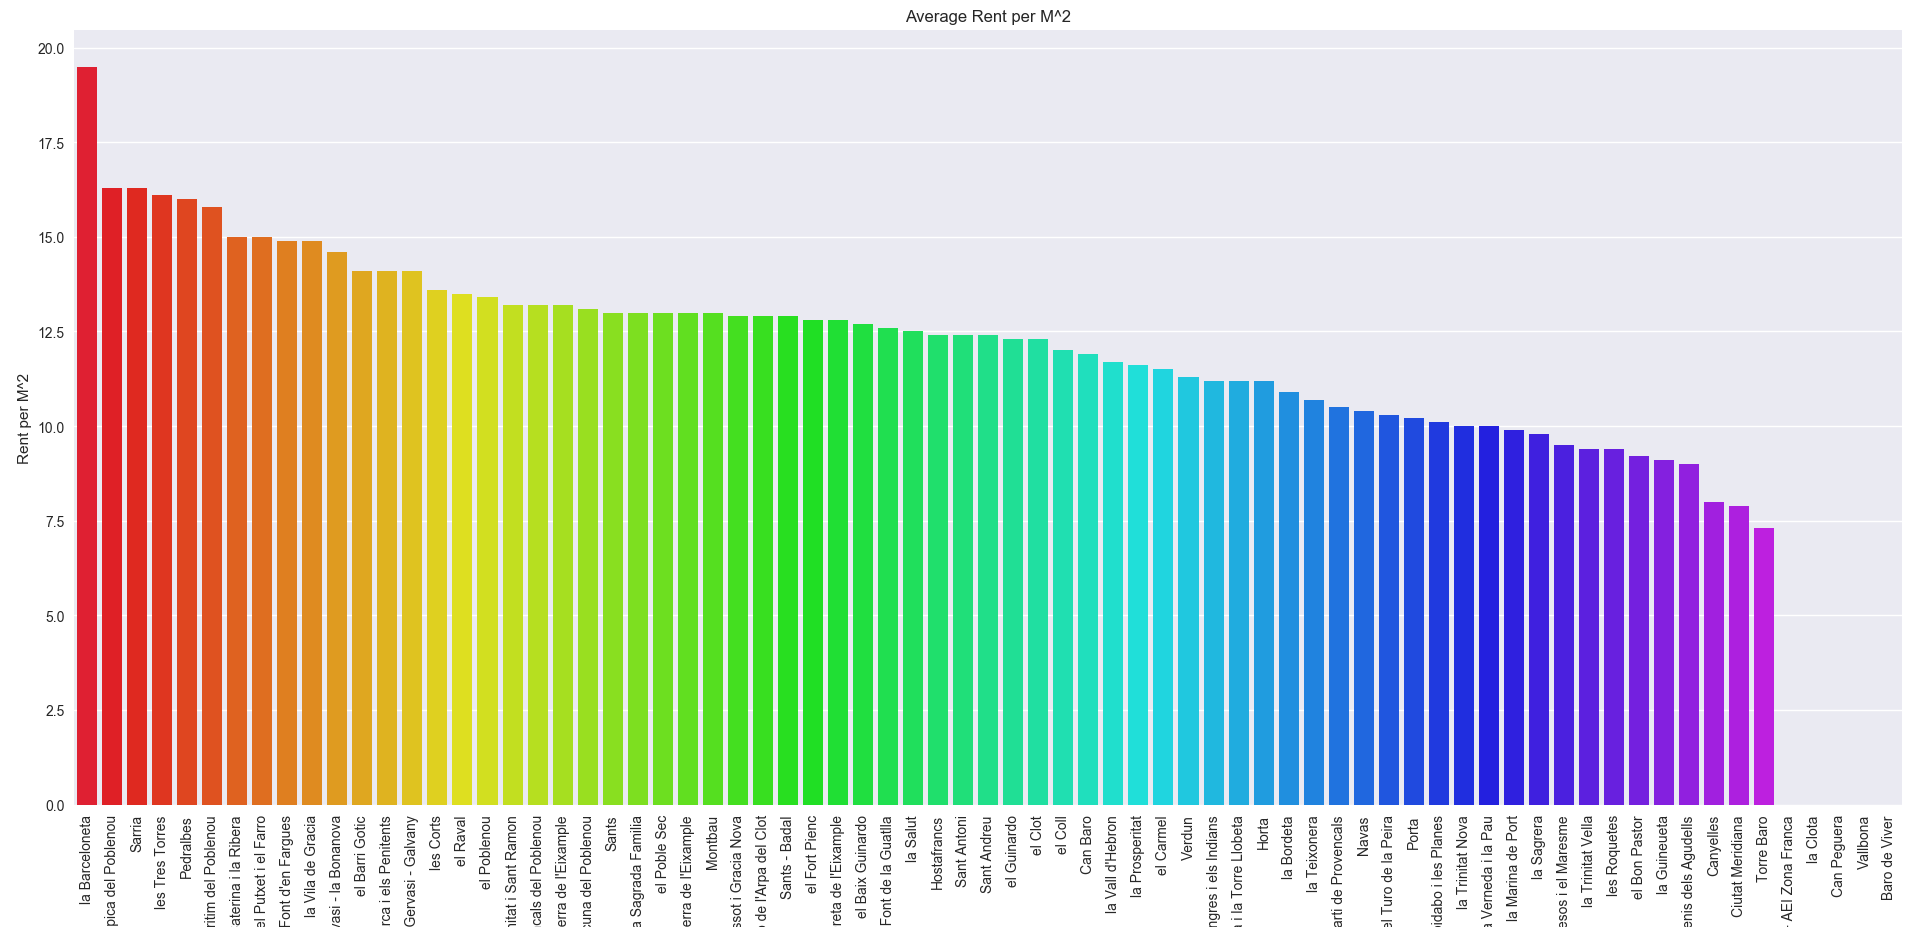 Average Rent per M^2
Rent per M^2
20.0
17.5
15.0
12.5
10.0
7.5
5.0
2.5
0.0
la Barceloneta
pica del Poblenou
Sarria
les Tres Torres
Pedralbes
ritim del Poblenou
aterina i la Ribera
el Putxet i el Farro
Font d'en Fargues
la Vila de Gracia
vasi - la Bonanova
el Barri Gotic
rca i els Penitents
Gervasi - Galvany
les Corts
el Raval
el Poblenou
nitat i Sant Ramon
ncals del Poblenou
erra de l'Eixample
cuna del Poblenou
Sants
a Sagrada Familia
el Poble Sec
erra de l'Eixample
Montbau
ssot i Gracia Nova
o de l'Arpa del Clot
Sants - Badal
el Fort Pienc
reta de l'Eixample
el Baix Guinardo
Font de la Guatlla
la Salut
Hostafrancs
Sant Antoni
Sant Andreu
el Guinardo
el Clot
el Coll
Can Baro
la Vall d'Hebron
la Prosperitat
el Carmel
Verdun
ngres i els Indians
a i la Torre Llobeta
Horta
la Bordeta
la Teixonera
arti de Provencals
Navas
el Turo de la Peira
Porta
bidabo i les Planes
la Trinitat Nova
a Verneda i la Pau
la Marina de Port
la Sagrera
esos i el Maresme
la Trinitat Vella
les Roquetes
el Bon Pastor
la Guineueta
enis dels Agudells
Canyelles
Ciutat Meridiana
Torre Baro
- AEI Zona Franca
la Clota
Can Peguera
Vallbona
Baro de Viver